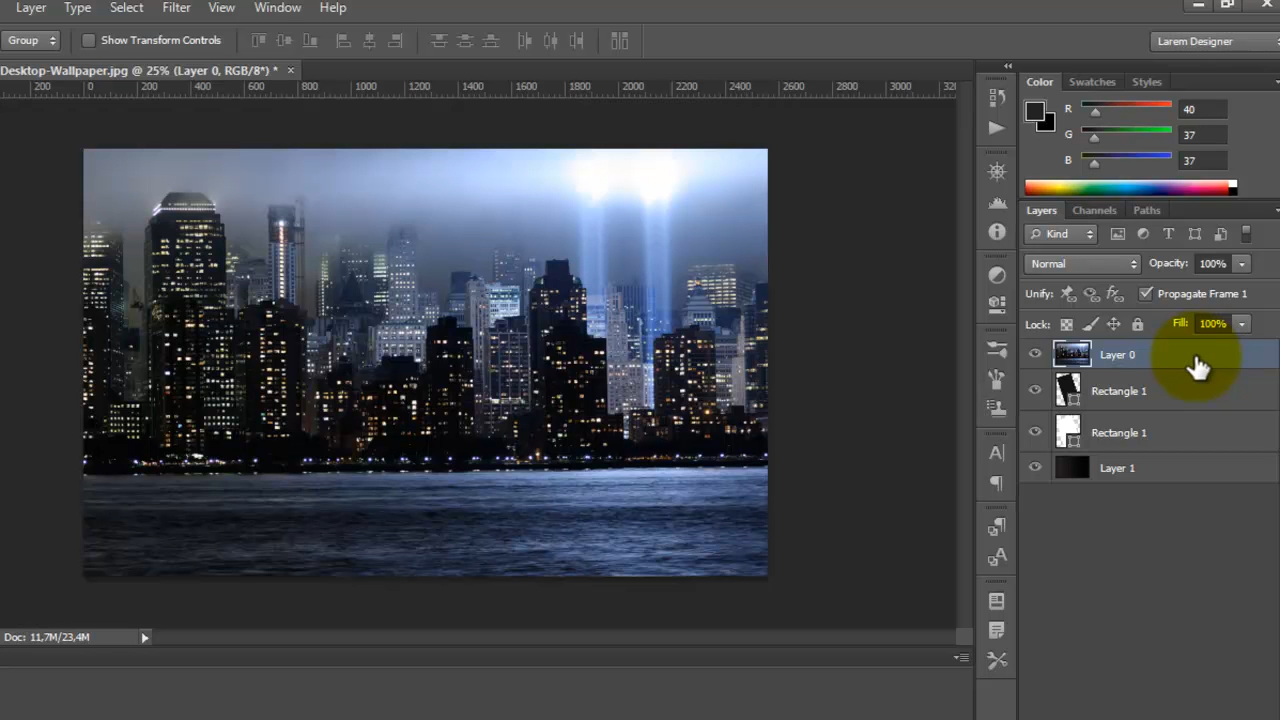 Layer Type Select Filter View Window Help
Group Show Transform Controls Larem Designer
Desktop-Wallpaper.jpg @ 25% (Layer 0, RGB/8*) * ×
200 0 200 400 600 800 1000 1200 1400 1600 1800 2000 2200 2400 2600 2800 3000
Color Swatches Styles
R 40
G 37
B 37
Layers Channels Paths
Kind
Normal Opacity: 100%
Unify: Propagate Frame 1
Lock: Fill: 100%
Layer 0
Rectangle 1
Rectangle 1
Layer 1
Doc: 11,7M/23,4M